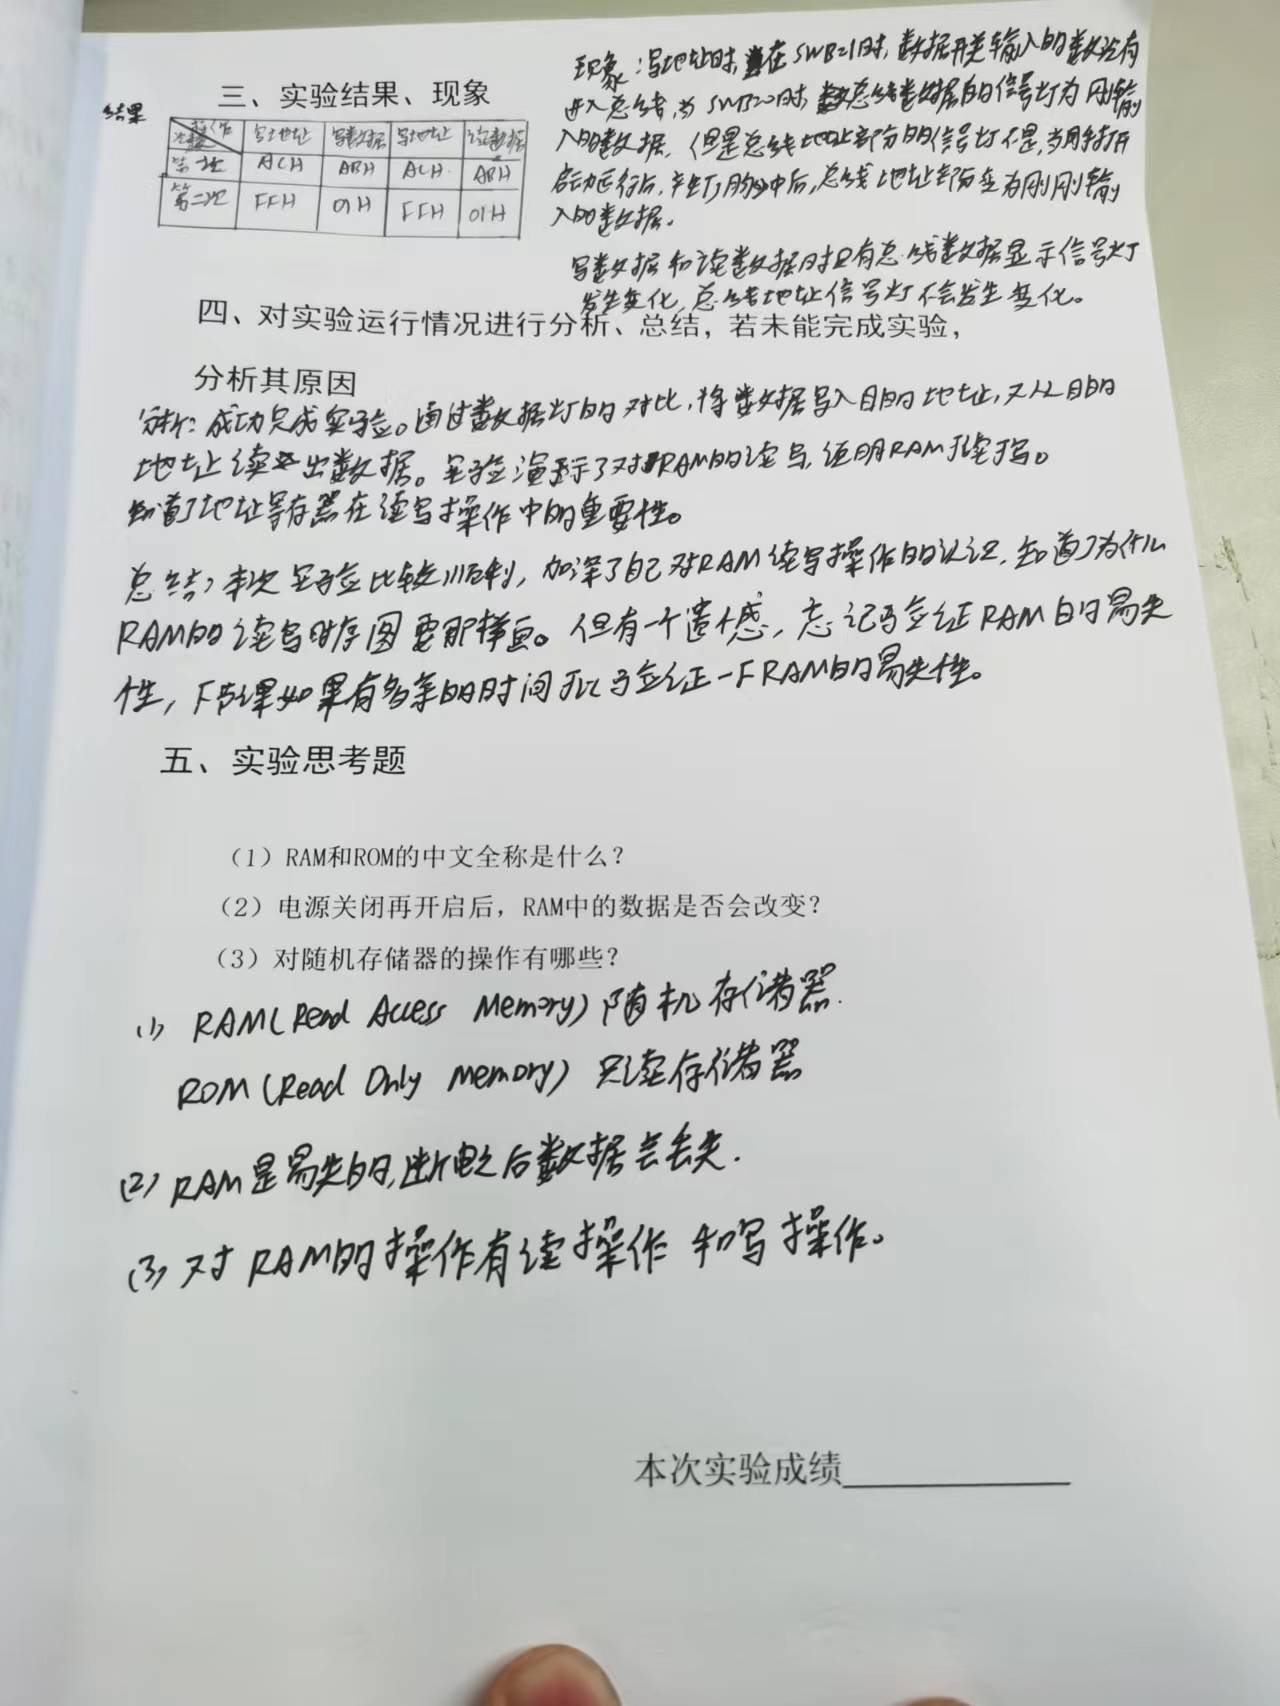 三、实验结果、现象
结果
操作 次数 写地址 写数据 写地址 读数据
第一次 ACH ABH ACH ABH
第二次 FFH 01H FFH 01H
现象：写地址时,在SWB=1时,数据开关输入的数没有
进入总线,当SWB=0时,总线数据部的信号灯为刚输
入的数据,但是总线地址部分的信号灯不是,当用打开
启动运行后,产生了脉冲后,总线地址部分变为刚刚输
入的数据。
写数据和读数据时只有总线数据显示信号灯
发生变化,总线地址信号灯不会发生变化。
四、对实验运行情况进行分析、总结，若未能完成实验，
分析其原因
分析:成功完成实验。通过数据灯的对比,将数据写入目的地址,又从目的
地址读出数据。实验演示了对RAM的读写,证明RAM可读可写。
知道了地址寄存器在读写操作中的重要性。
总结:本次实验比较顺利,加深了自己对RAM读写操作的认识,知道了为什么
RAM的读写时序图要那样画。但有一个遗憾,忘记验证RAM的易失
性,下节课如果有多余的时间可以验证一下RAM的易失性。
五、实验思考题
（1）RAM和ROM的中文全称是什么？
（2）电源关闭再开启后，RAM中的数据是否会改变？
（3）对随机存储器的操作有哪些？
(1) RAM(Read Access Memory)随机存储器.
ROM(Read Only Memory) 只读存储器
(2) RAM是易失的,断电之后数据会丢失.
(3) 对RAM的操作有读操作和写操作。
本次实验成绩